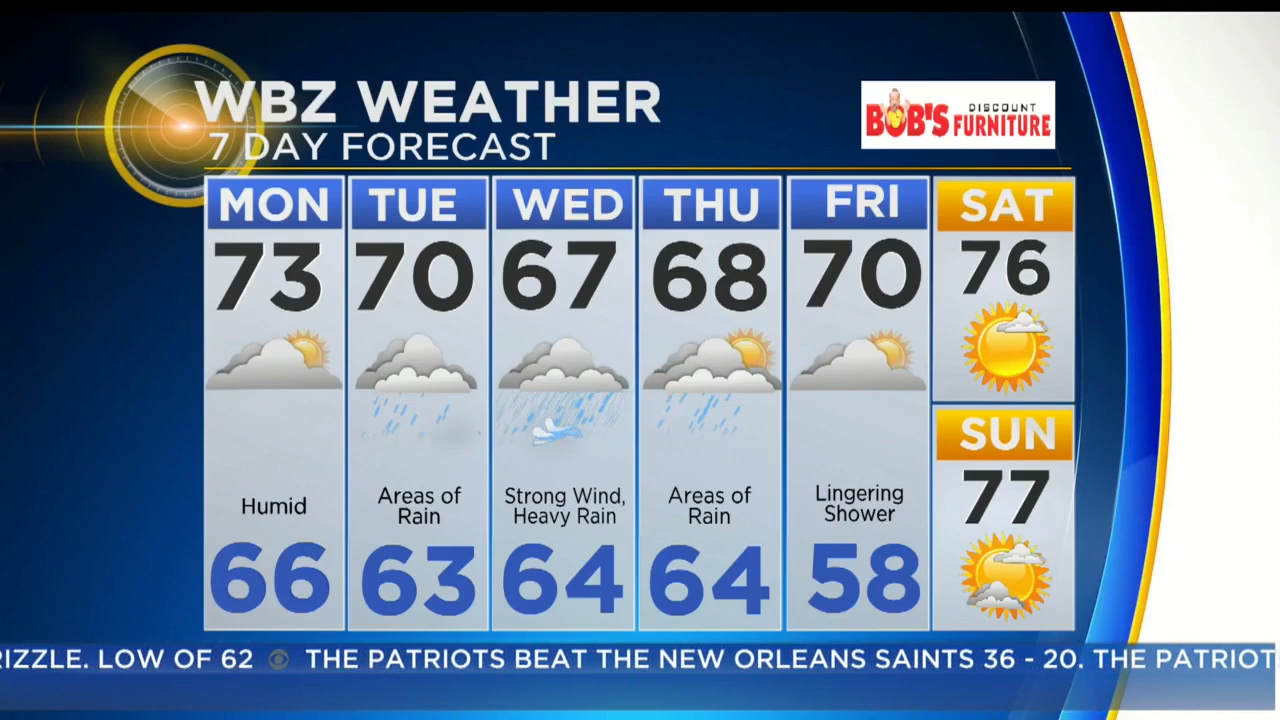 WBZ WEATHER
7 DAY FORECAST
BOB'S DISCOUNT FURNITURE
MON
73
Humid
66
TUE
70
Areas of
Rain
63
WED
67
Strong Wind,
Heavy Rain
64
THU
68
Areas of
Rain
64
FRI
70
Lingering
Shower
58
SAT
76
SUN
77
RIZZLE. LOW OF 62 THE PATRIOTS BEAT THE NEW ORLEANS SAINTS 36 - 20. THE PATRIOT